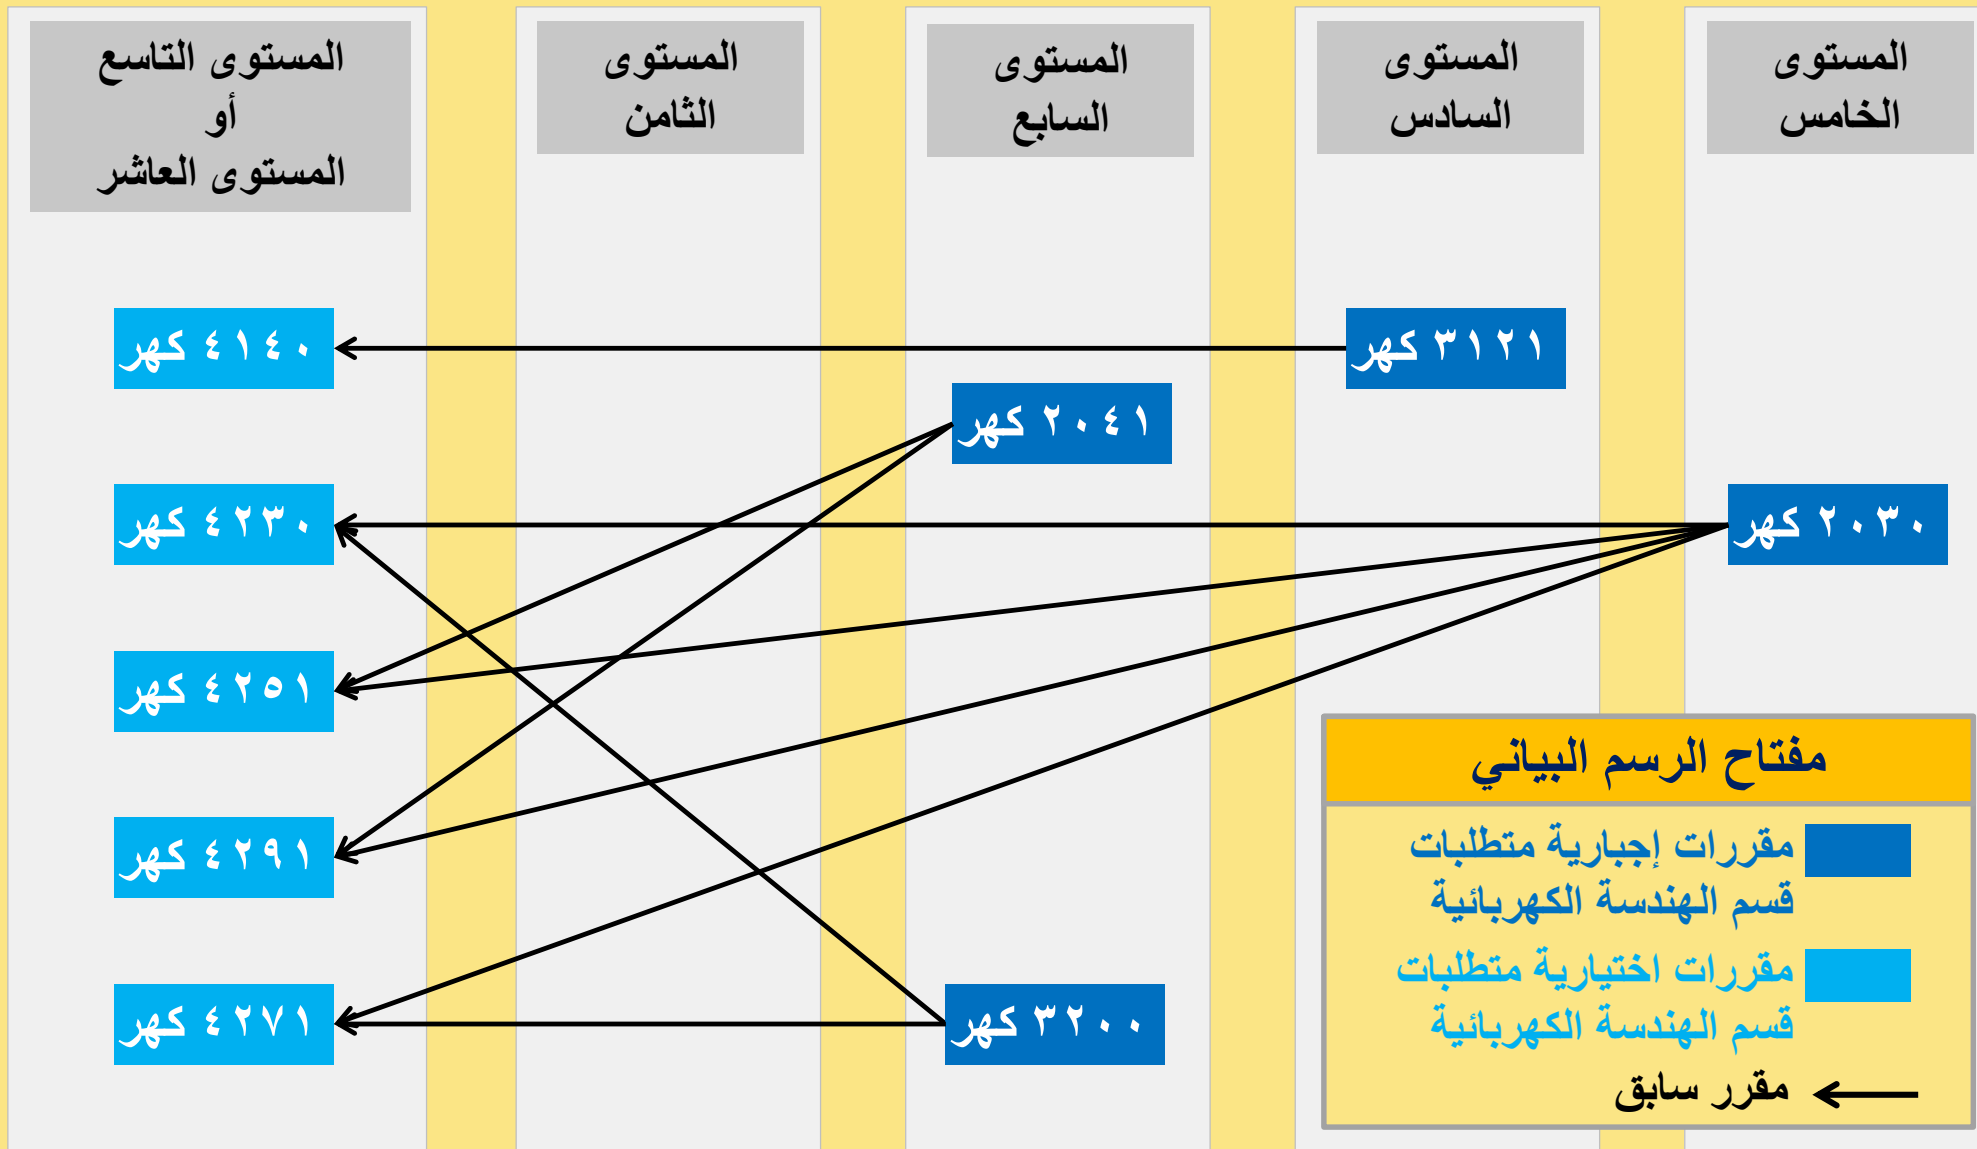 المستوى
الخامس
المستوى
السادس
المستوى
السابع
المستوى
الثامن
المستوى التاسع
أو
المستوى العاشر
٣١٢١ كهر
٤١٤٠ كهر
٢٠٤١ كهر
٢٠٣٠ كهر
٤٢٣٠ كهر
٤٢٥١ كهر
٤٢٩١ كهر
٣٢٠٠ كهر
٤٢٧١ كهر
مفتاح الرسم البياني
مقررات إجبارية متطلبات
قسم الهندسة الكهربائية
مقررات اختيارية متطلبات
قسم الهندسة الكهربائية
مقرر سابق